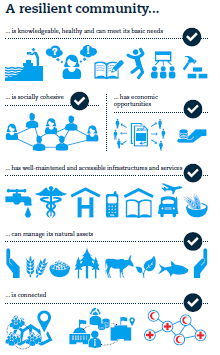 A resilient community...
... is knowledgeable, healthy and can meet its basic needs
... is socially cohesive
... has economic
opportunities
... has well-maintened and accessible infrastructures and services
... can manage its natural assets
... is connected